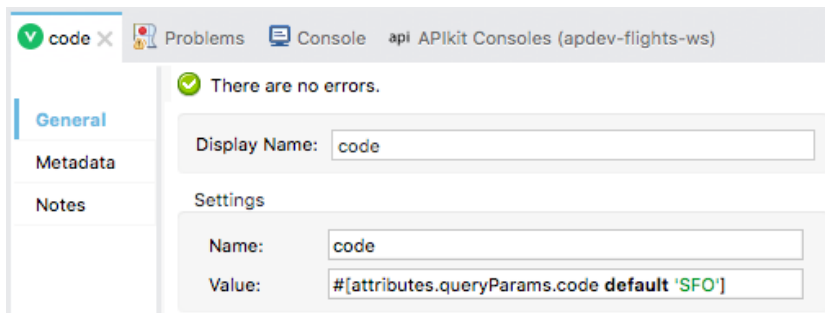 code Problems Console api APIkit Consoles (apdev-flights-ws)
There are no errors.
General
Display Name: code
Metadata
Notes
Settings
Name: code
Value: #[attributes.queryParams.code default 'SFO']